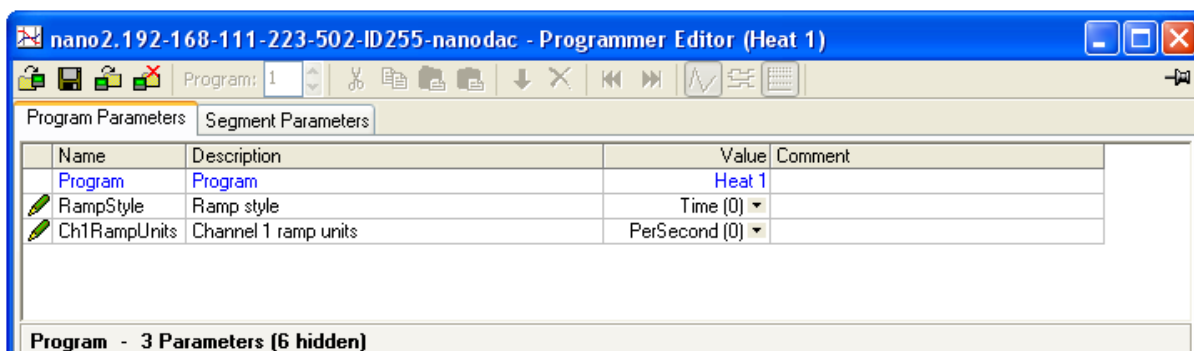 nano2.192-168-111-223-502-ID255-nanodac - Programmer Editor (Heat 1)
Program: 1
Program Parameters Segment Parameters
Name Description Value Comment
Program Program Heat 1
RampStyle Ramp style Time (0)
Ch1RampUnits Channel 1 ramp units PerSecond (0)
Program - 3 Parameters (6 hidden)